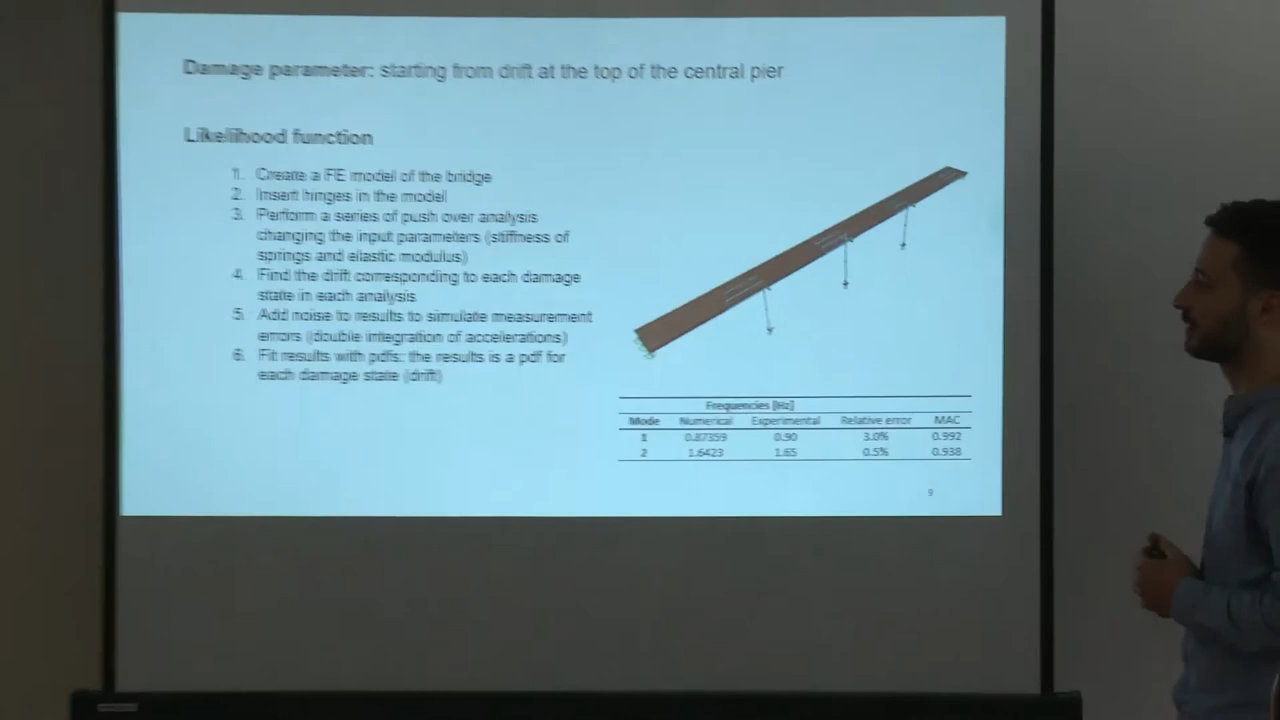 Damage parameter: starting from drift at the top of the central pier
Likelihood function
1. Create a FE model of the bridge
2. Insert hinges in the model
3. Perform a series of push over analysis
changing the input parameters (stiffness of
springs and elastic modulus)
4. Find the drift corresponding to each damage
state in each analysis
5. Add noise to results to simulate measurement
errors (double integration of accelerations)
6. Fit results with pdfs: the results is a pdf for
each damage state (drift)
Frequencies [Hz]
Mode Numerical Experimental Relative error MAC
1 0.87359 0.90 3.0% 0.992
2 1.6423 1.65 0.5% 0.938
9